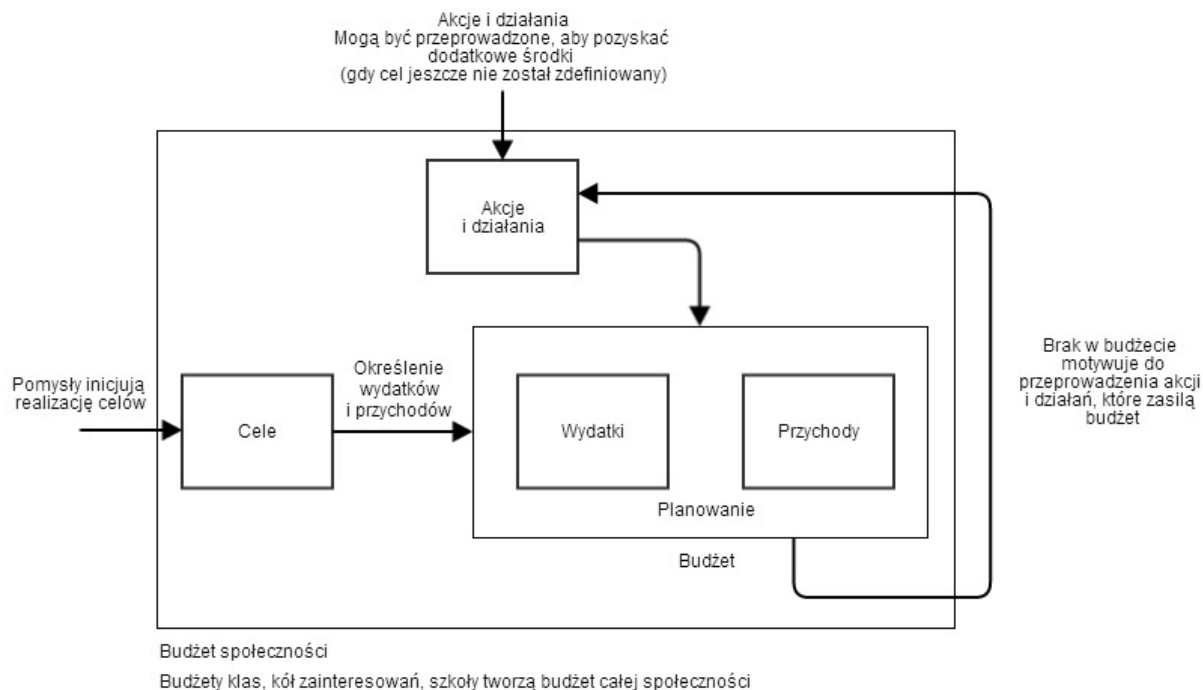 Akcje i działania
Mogą być przeprowadzone, aby pozyskać
dodatkowe środki
(gdy cel jeszcze nie został zdefiniowany)
Akcje
i działania
Pomysły inicjują
realizację celów
Cele
Określenie
wydatków
i przychodów
Wydatki
Przychody
Planowanie
Budżet
Brak w budżecie
motywuje do
przeprowadzenia akcji
i działań, które zasilą
budżet
Budżet społeczności
Budżety klas, kół zainteresowań, szkoły tworzą budżet całej społeczności